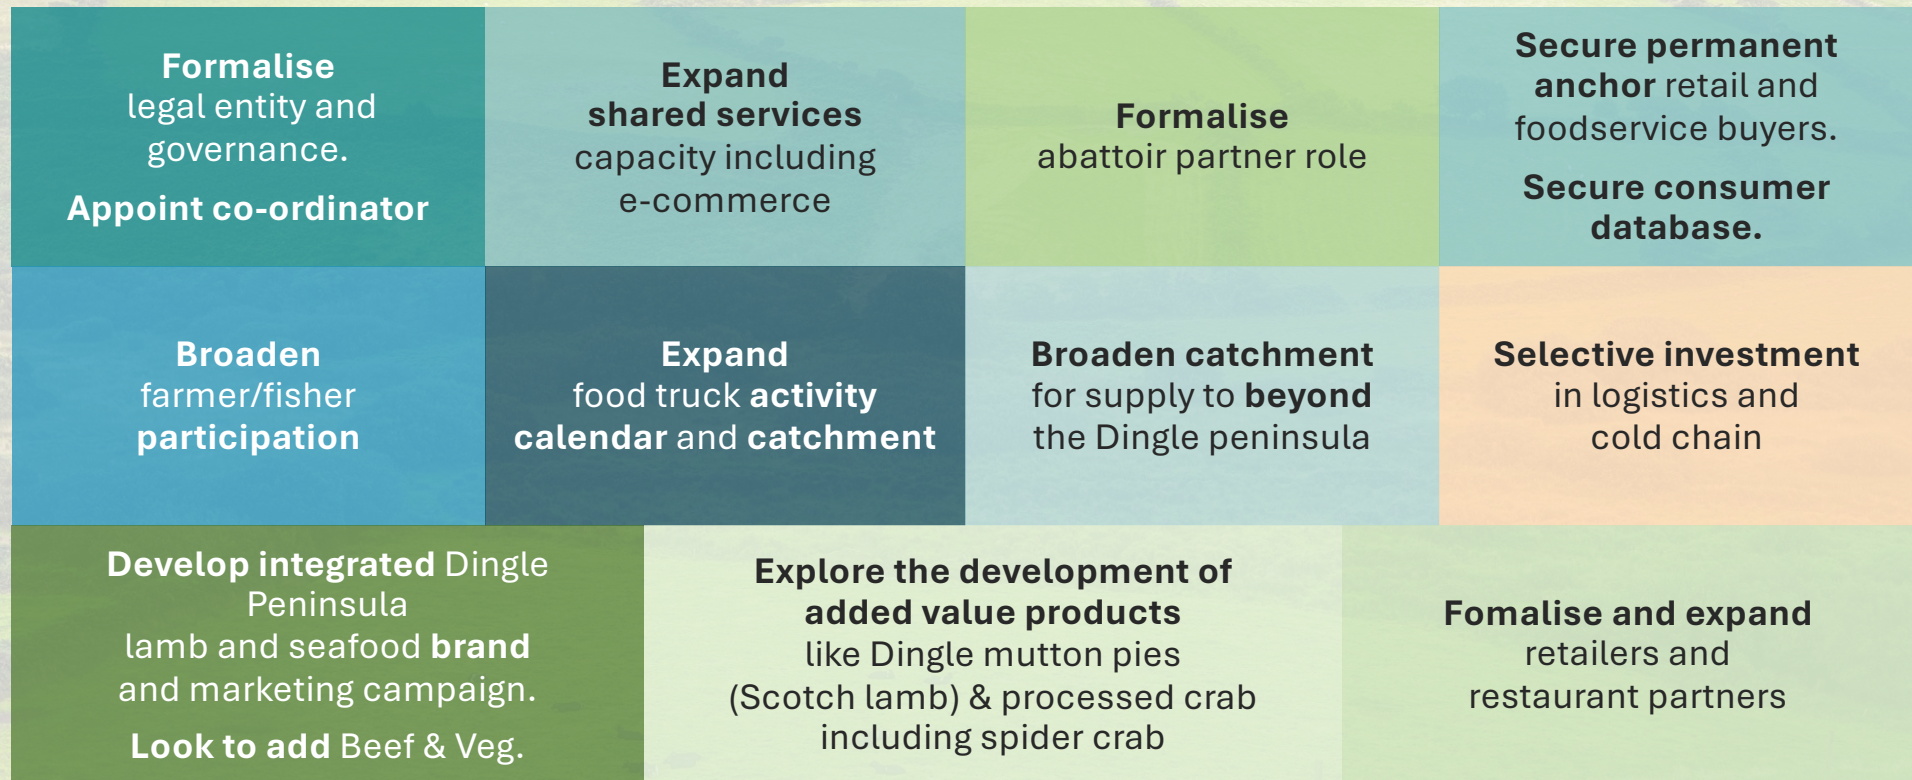 Formalise
legal entity and
governance.
Appoint co-ordinator
Expand
shared services
capacity including
e-commerce
Formalise
abattoir partner role
Secure permanent
anchor retail and
foodservice buyers.
Secure consumer
database.
Broaden
farmer/fisher
participation
Expand
food truck activity
calendar and catchment
Broaden catchment
for supply to beyond
the Dingle peninsula
Selective investment
in logistics and
cold chain
Develop integrated Dingle
Peninsula
lamb and seafood brand
and marketing campaign.
Look to add Beef & Veg.
Explore the development of
added value products
like Dingle mutton pies
(Scotch lamb) & processed crab
including spider crab
Fomalise and expand
retailers and
restaurant partners